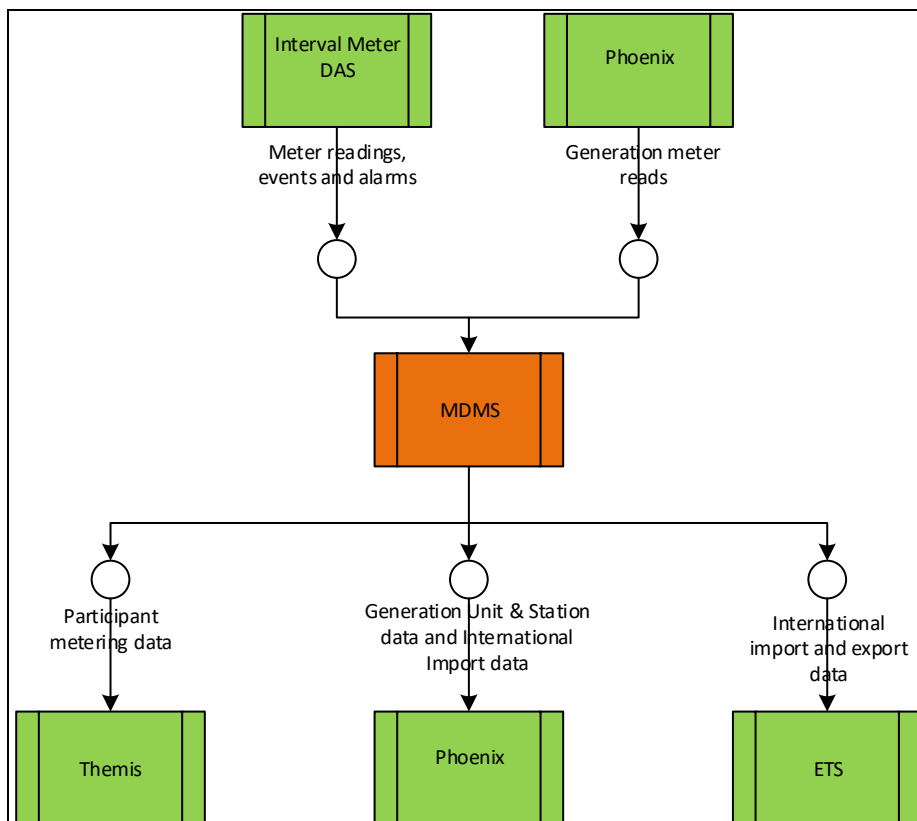 Interval Meter
DAS
Phoenix
Meter readings,
events and alarms
Generation meter
reads
MDMS
Participant
metering data
Generation Unit & Station
data and International
Import data
International
import and export
data
Themis
Phoenix
ETS